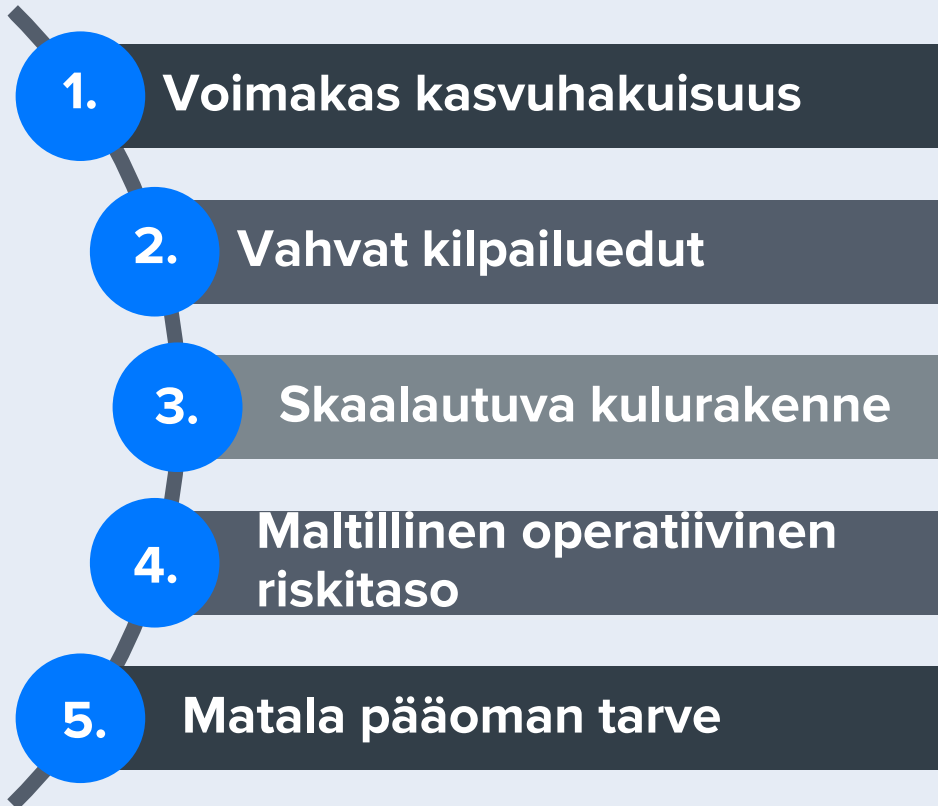 1. Voimakas kasvuhakuisuus
2. Vahvat kilpailuedut
3. Skaalautuva kulurakenne
4. Maltillinen operatiivinen
riskitaso
5. Matala pääoman tarve